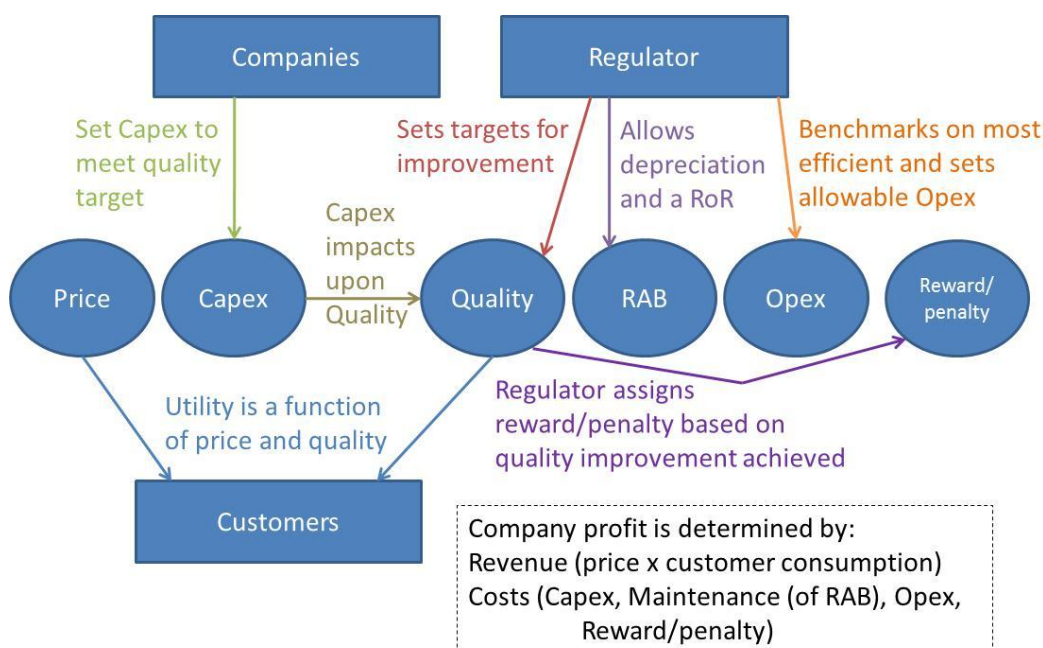 Companies
Regulator
Set Capex to
meet quality
target
Sets targets for
improvement
Allows
depreciation
and a RoR
Benchmarks on most
efficient and sets
allowable Opex
Capex
impacts
upon
Quality
Price
Capex
Quality
RAB
Opex
Reward/
penalty
Utility is a function
of price and quality
Regulator assigns
reward/penalty based on
quality improvement achieved
Customers
Company profit is determined by:
Revenue (price x customer consumption)
Costs (Capex, Maintenance (of RAB), Opex,
Reward/penalty)